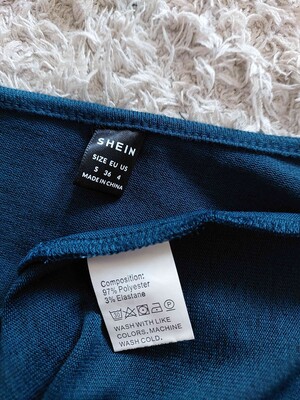 SHEIN
SIZE EU US
S 36 4
MADE IN CHINA
Composition:
97% Polyester
3% Elastane
WASH WITH LIKE
COLORS, MACHINE
WASH COLD.